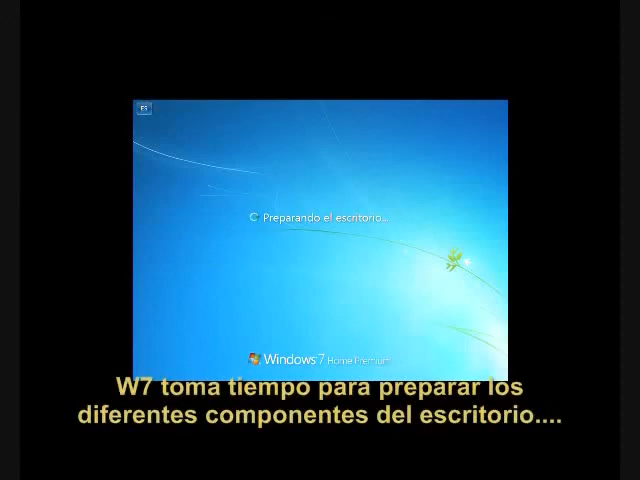 ES
Preparando el escritorio...
Windows 7 Home Premium
W7 toma tiempo para preparar los
diferentes componentes del escritorio....